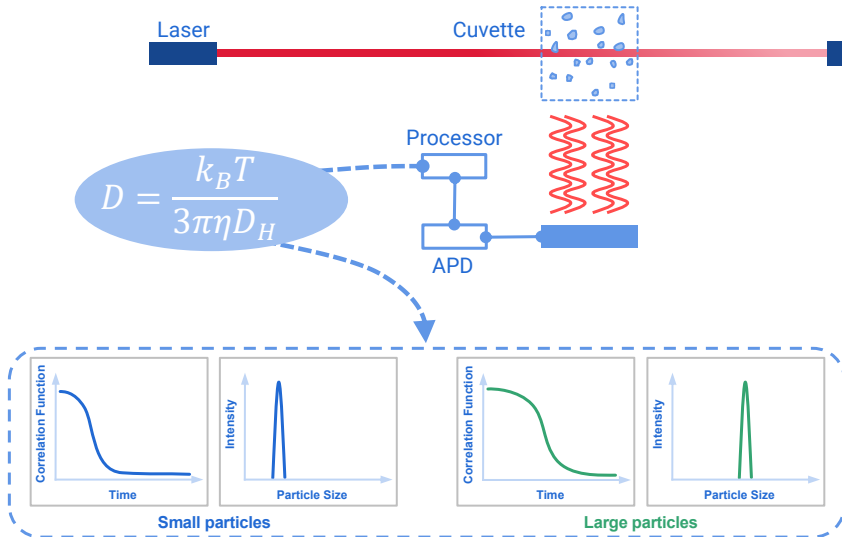 Laser
Cuvette
Processor
D = k_B T / 3πηD_H
APD
Correlation Function
Time
Intensity
Particle Size
Correlation Function
Time
Intensity
Particle Size
Small particles
Large particles